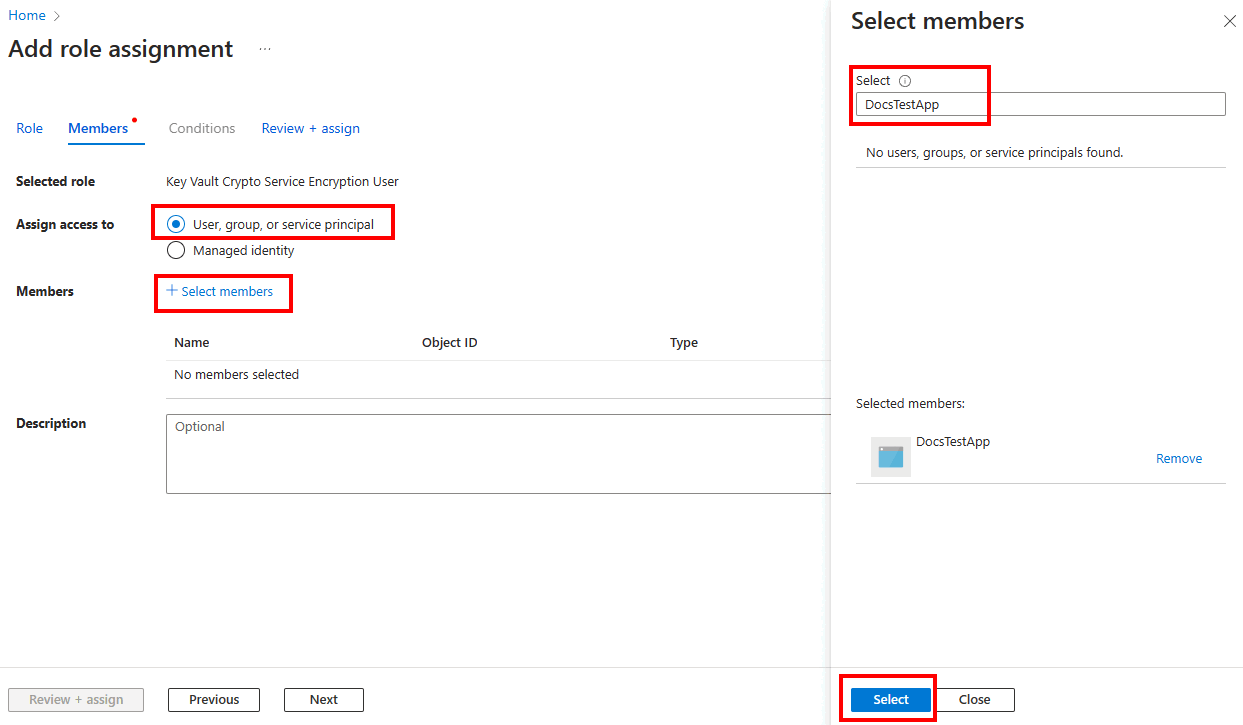 Home
Add role assignment
Role Members Conditions Review + assign
Selected role Key Vault Crypto Service Encryption User
Assign access to User, group, or service principal
Managed identity
Members + Select members
Name Object ID Type
No members selected
Description Optional
Review + assign Previous Next
Select members
Select
DocsTestApp
No users, groups, or service principals found.
Selected members:
DocsTestApp
Remove
Select Close